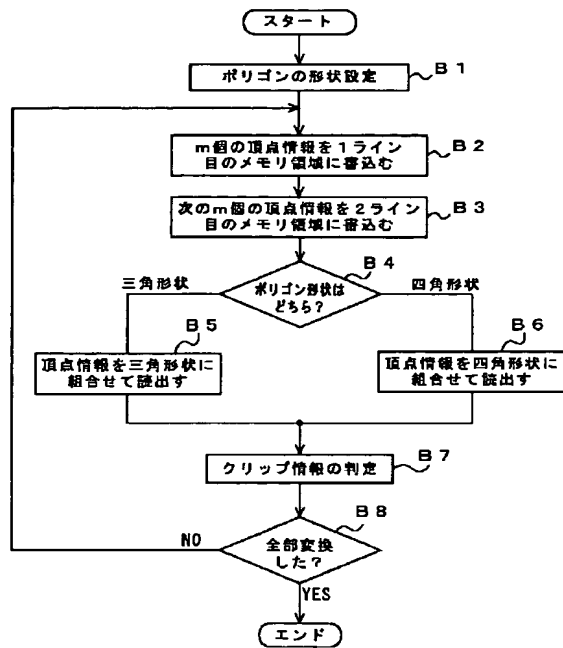 スタート
ポリゴンの形状設定
B1
m個の頂点情報を1ライン
目のメモリ領域に書込む
B2
次のm個の頂点情報を2ライン
目のメモリ領域に書込む
B3
B4
ポリゴン形状は
どちら?
三角形状
四角形状
B5
頂点情報を三角形状に
組合せて読出す
B6
頂点情報を四角形状に
組合せて読出す
B7
クリップ情報の判定
B8
全部変換
した?
NO
YES
エンド